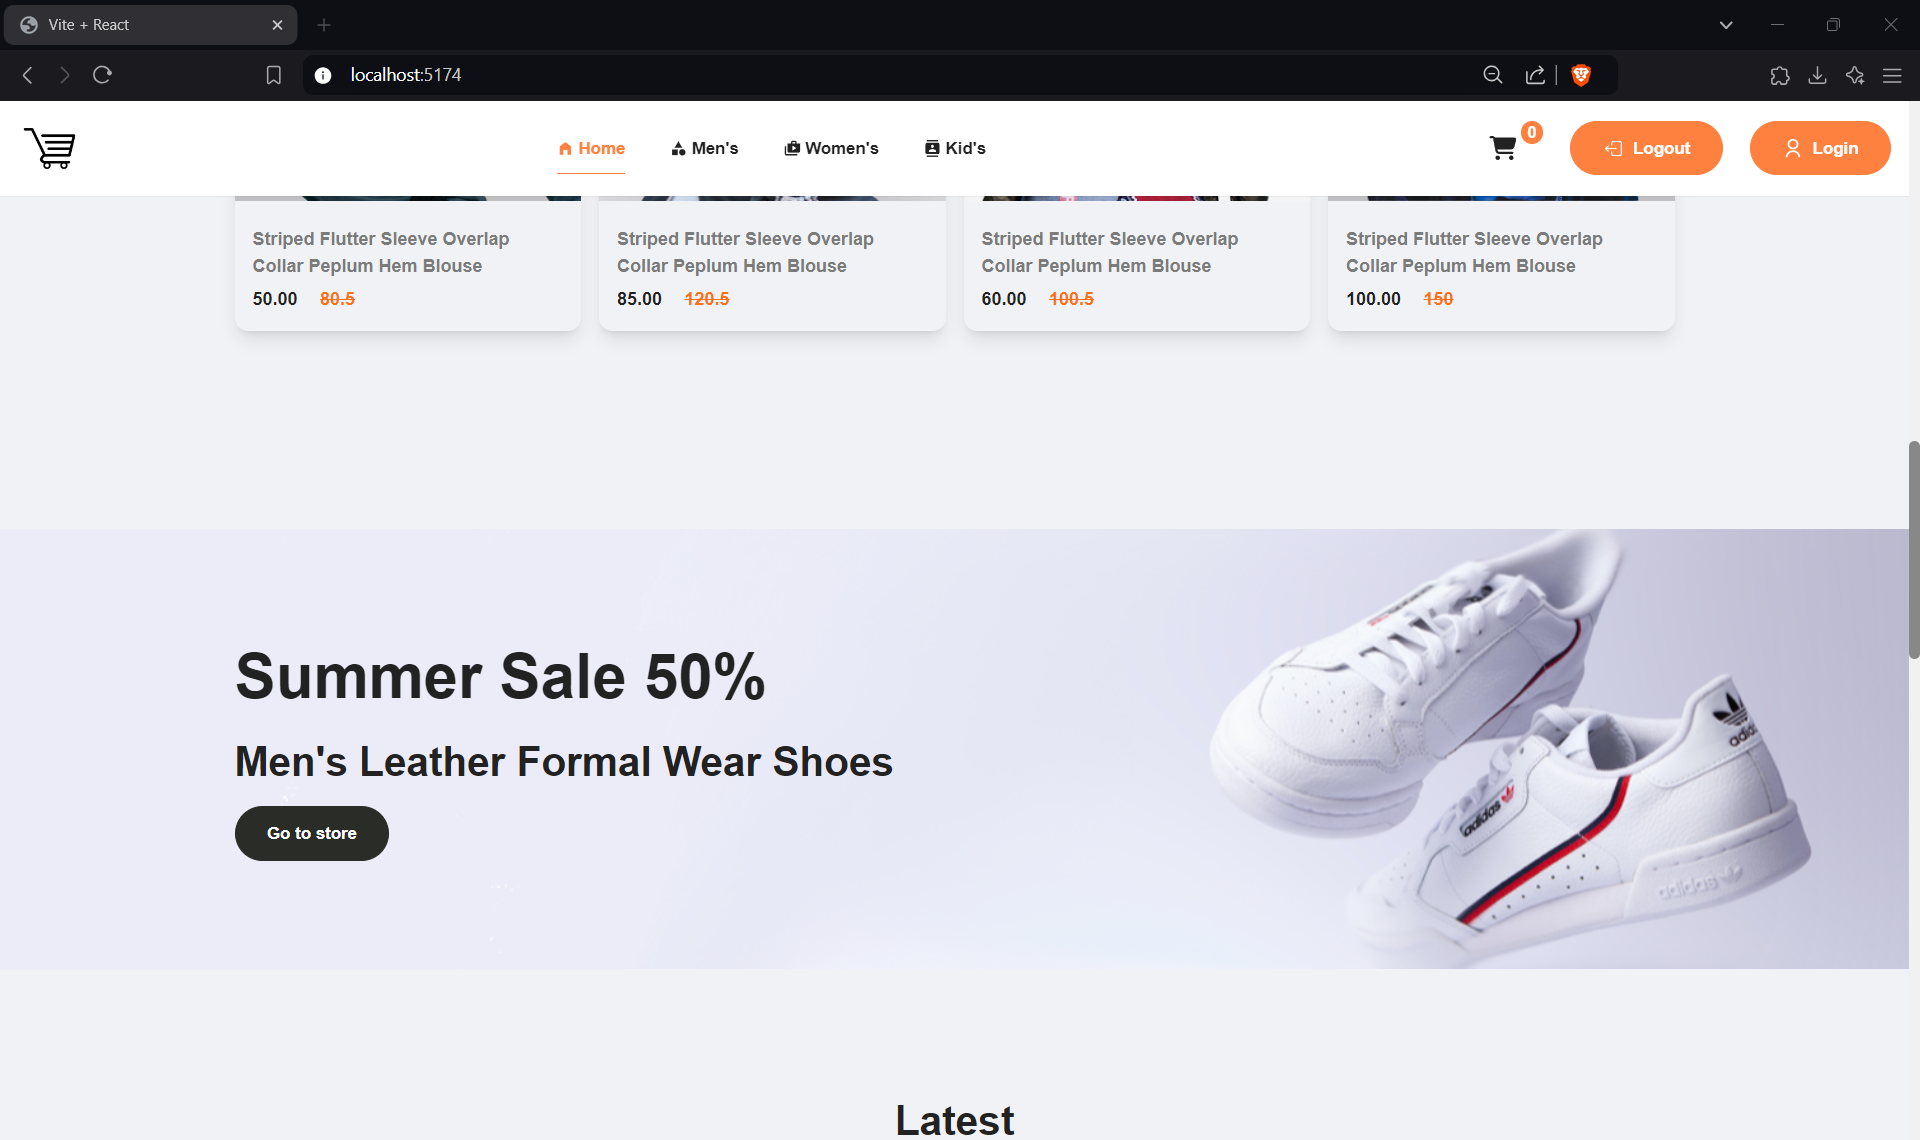 Vite + React
localhost:5174
Home
Men's
Women's
Kid's
0
Logout
Login
Striped Flutter Sleeve Overlap
Collar Peplum Hem Blouse
50.00 80.5
Striped Flutter Sleeve Overlap
Collar Peplum Hem Blouse
85.00 120.5
Striped Flutter Sleeve Overlap
Collar Peplum Hem Blouse
60.00 100.5
Striped Flutter Sleeve Overlap
Collar Peplum Hem Blouse
100.00 150
Summer Sale 50%
Men's Leather Formal Wear Shoes
Go to store
adidas
adidas
Latest